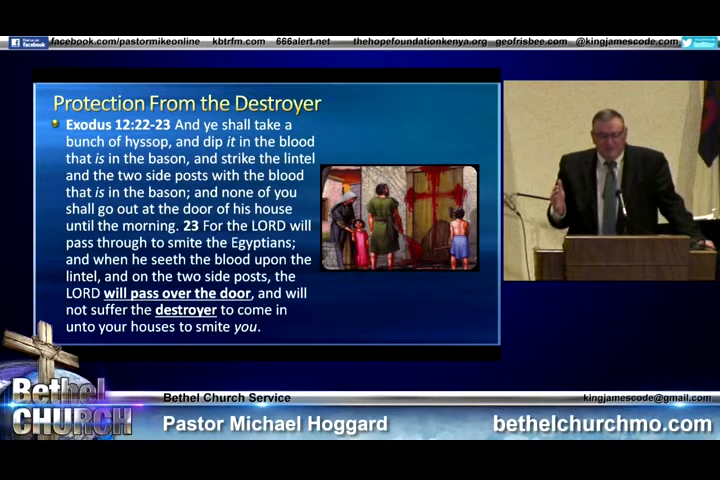 Find us on facebook
facebook.com/pastormikeonline kbtrfm.com 666alert.net thehopefoundationkenya.org geofrisbee.com @kingjamescode.com
Protection From the Destroyer
Exodus 12:22-23 And ye shall take a
bunch of hyssop, and dip it in the blood
that is in the bason, and strike the lintel
and the two side posts with the blood
that is in the bason; and none of you
shall go out at the door of his house
until the morning. 23 For the LORD will
pass through to smite the Egyptians;
and when he seeth the blood upon the
lintel, and on the two side posts, the
LORD will pass over the door, and will
not suffer the destroyer to come in
unto your houses to smite you.
Bethel
CHURCH
Bethel Church Service
kingjamescode@gmail.com
Pastor Michael Hoggard
bethelchurchmo.com